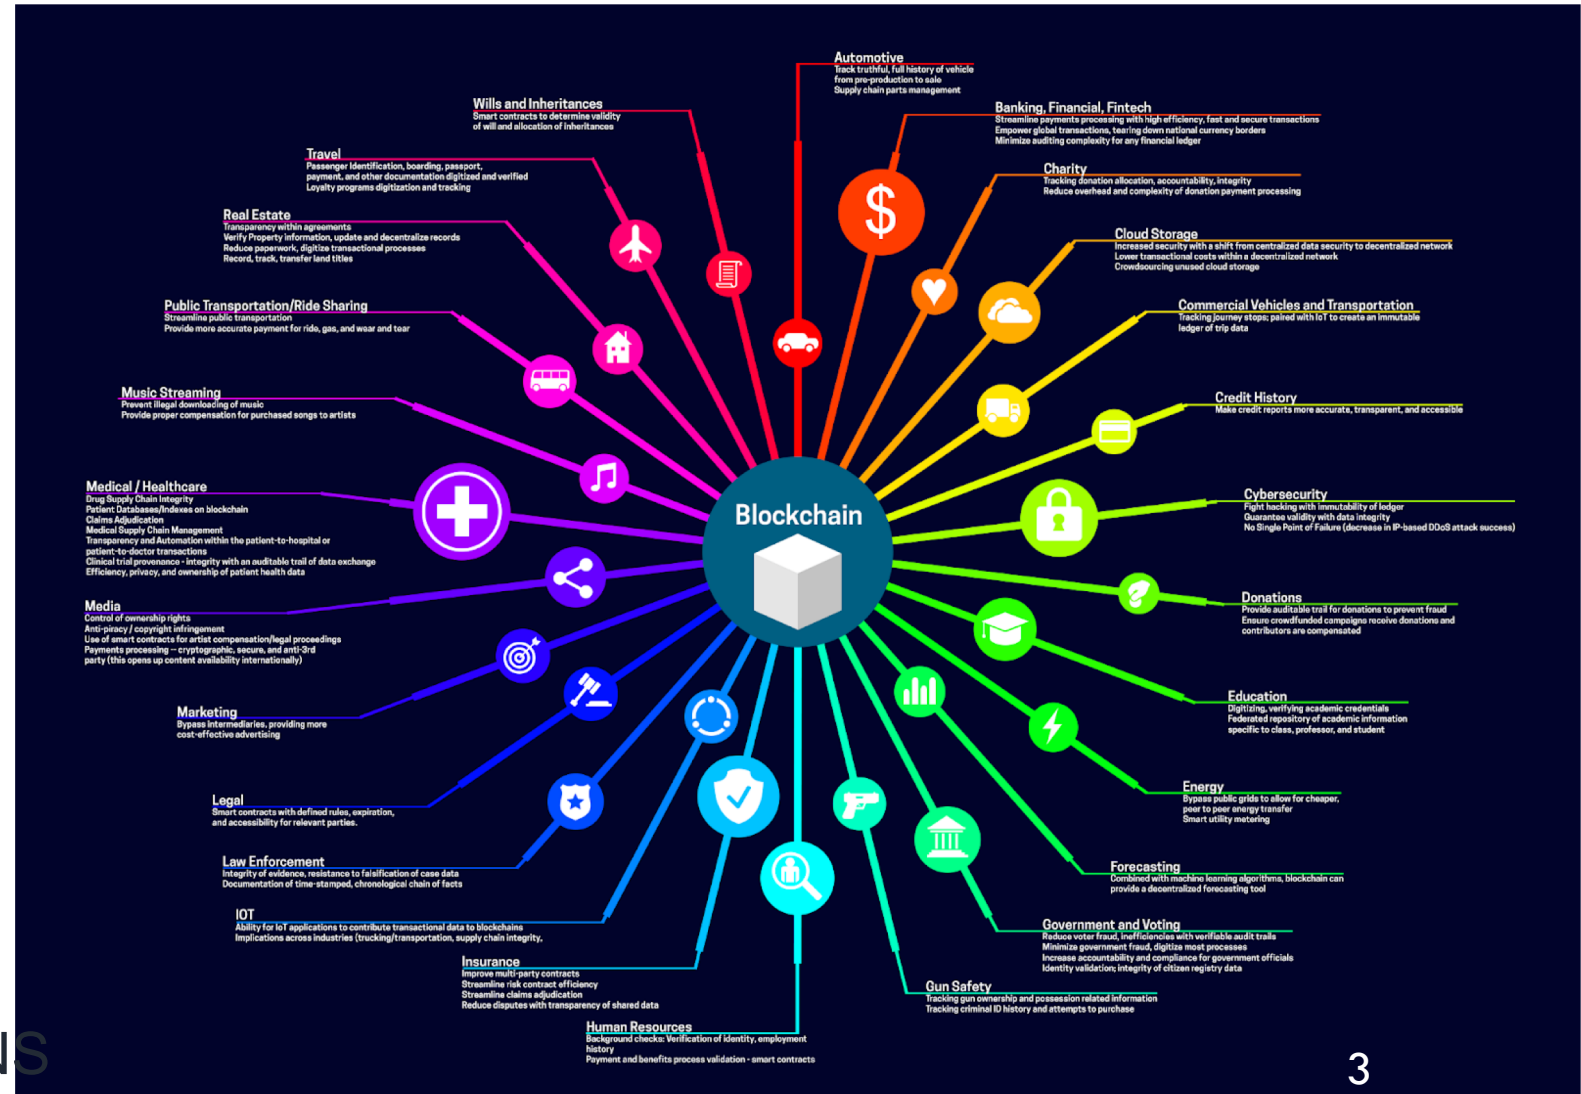 Blockchain
Automotive
Track truthful, full history of vehicle
from pre-production to sale
Supply chain parts management
Banking, Financial, Fintech
Streamline payments processing with high efficiency, fast and secure transactions
Empower global transactions, tearing down national currency borders
Minimize auditing complexity for any financial ledger
Charity
Tracking donation allocation, accountability, integrity
Reduce overhead and complexity of donation payment processing
Cloud Storage
Increased security with a shift from centralized data security to decentralized network
Lower transactional costs within a decentralized network
Crowdsourcing unused cloud storage
Commercial Vehicles and Transportation
Tracking journey stops; paired with IoT to create an immutable
ledger of trip data
Credit History
Make credit reports more accurate, transparent, and accessible
Cybersecurity
Fight hacking with immutability of ledger
Guarantee validity with data integrity
No Single Point of Failure (decrease in IP-based DDoS attack success)
Donations
Provide auditable trail for donations to prevent fraud
Ensure crowdfunded campaigns receive donations and
contributors are compensated
Education
Digitizing, verifying academic credentials
Federated repository of academic information
specific to class, professor, and student
Energy
Bypass public grids to allow for cheaper,
peer to peer energy transfer
Smart utility metering
Forecasting
Combined with machine learning algorithms, blockchain can
provide a decentralized forecasting tool
Government and Voting
Reduce voter fraud, inefficiencies with verifiable audit trails
Minimize government fraud, digitize most processes
Increase accountability and compliance for government officials
Identity validation; integrity of citizen registry data
Gun Safety
Tracking gun ownership and possession related information
Tracking criminal ID history and attempts to purchase
Human Resources
Background checks: Verification of identity, employment
history
Payment and benefits process validation - smart contracts
Insurance
Improve multi-party contracts
Streamline risk contract efficiency
Streamline claims adjudication
Reduce disputes with transparency of shared data
IOT
Ability for IoT applications to contribute transactional data to blockchains
Implications across industries (trucking/transportation, supply chain integrity,
Law Enforcement
Integrity of evidence, resistance to falsification of case data
Documentation of time-stamped, chronological chain of facts
Legal
Smart contracts with defined rules, expiration,
and accessibility for relevant parties.
Marketing
Bypass intermediaries, providing more
cost-effective advertising
Media
Control of ownership rights
Anti-piracy / copyright infringement
Use of smart contracts for artist compensation/legal proceedings
Payments processing – cryptographic, secure, and anti-3rd
party (this opens up content availability internationally)
Medical / Healthcare
Drug Supply Chain Integrity
Patient Databases/Indexes on blockchain
Claims Adjudication
Medical Supply Chain Management
Transparency and Automation within the patient-to-hospital or
patient-to-doctor transactions
Clinical trial provenance - integrity with an auditable trail of data exchange
Efficiency, privacy, and ownership of patient health data
Music Streaming
Prevent illegal downloading of music
Provide proper compensation for purchased songs to artists
Public Transportation/Ride Sharing
Streamline public transportation
Provide more accurate payment for ride, gas, and wear and tear
Real Estate
Transparency within agreements
Verify Property information, update and decentralize records
Reduce paperwork, digitize transactional processes
Record, track, transfer land titles
Travel
Passenger Identification, boarding, passport,
payment, and other documentation digitized and verified
Loyalty programs digitization and tracking
Wills and Inheritances
Smart contracts to determine validity
of will and allocation of inheritances
$
3